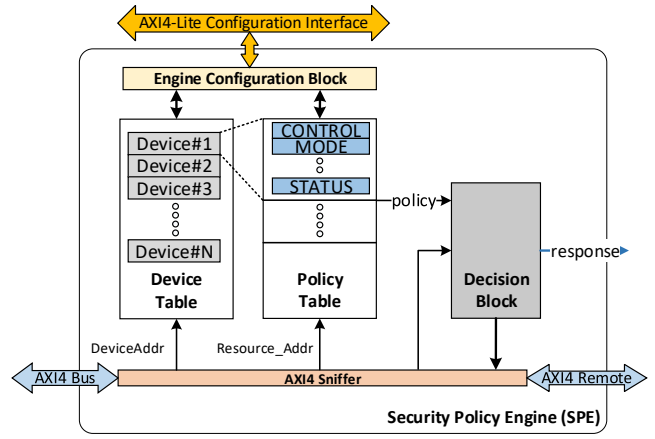 AXI4-Lite Configuration Interface
Engine Configuration Block
Device#1
Device#2
Device#3
Device#N
Device
Table
CONTROL
MODE
STATUS
Policy
Table
policy
Decision
Block
response
DeviceAddr
Resource_Addr
AXI4 Bus
AXI4 Sniffer
AXI4 Remote
Security Policy Engine (SPE)